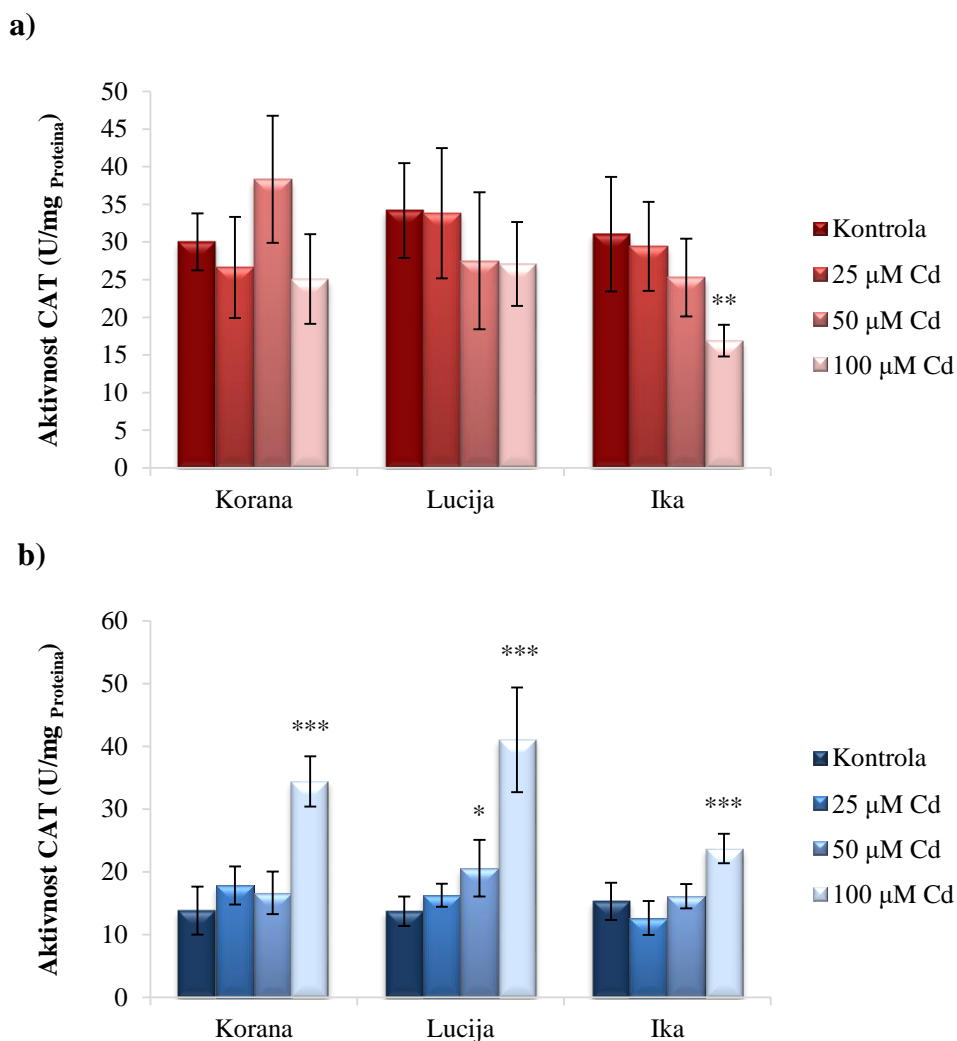 a)
Aktivnost CAT (U/mg Proteina)
50
45
40
35
30
25
20
15
10
5
0
**
Korana Lucija Ika
Kontrola
25 μM Cd
50 μM Cd
100 μM Cd
b)
Aktivnost CAT (U/mg Proteina)
60
50
40
30
20
10
0
***
*
***
***
Korana Lucija Ika
Kontrola
25 μM Cd
50 μM Cd
100 μM Cd